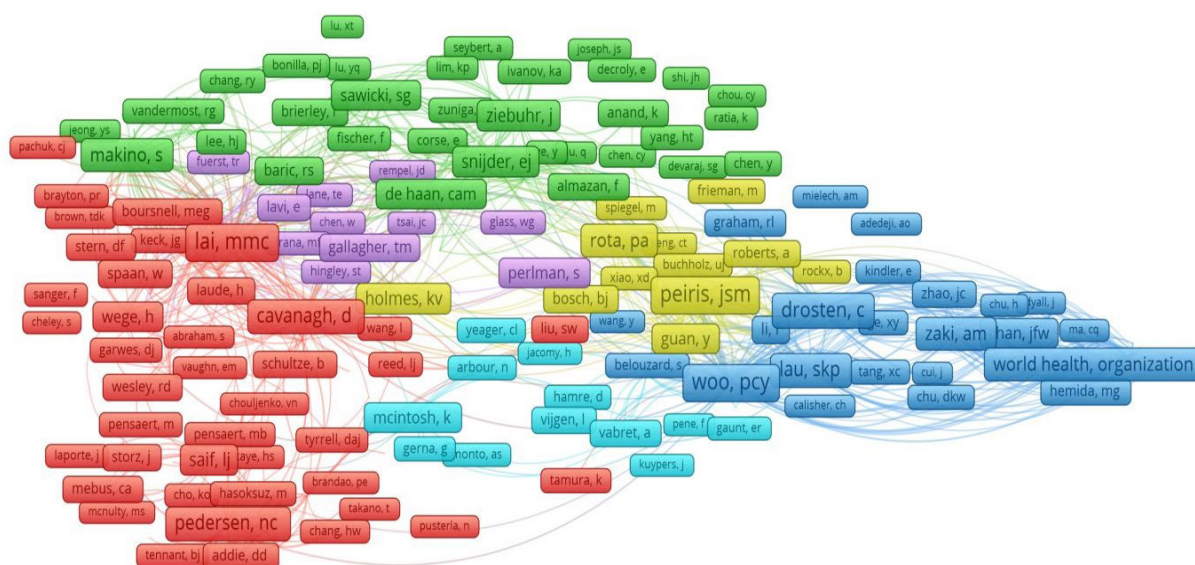 lu, xt
seybert, a
joseph, js
bonilla, pj
lu, yq
lim, kp
ivanov, ka
decroly, e
shi, jh
chang, ry
sawicki, sg
chou, cy
vandermost, rg
brierley,
zuniga,
ziebuhr, j
anand, k
ratia, k
jeong, ys
lee, hj
fischer, f
corse, e
yang, ht
pachuk, cj
makino, s
fuerst, tr
baric, rs
rempel, jd
snijder, ej
chen, cy
devaraj, sg
chen, y
brayton, pr
lane, te
de haan, cam
almazan, f
frieman, m
mielech, am
brown, tdk
boursnell, meg
lavi, e
chen, w
tsai, jc
glass, wg
spiegel, m
graham, rl
adedeji, ao
stern, df
keck, jg
lai, mmc
gallagher, tm
rota, pa
roberts, a
spaan, w
hingley, st
perlman, s
xiao, xd
buchholz, uj
rockx, b
kindler, e
sanger, f
laude, h
holmes, kv
bosch, bj
peiris, jsm
zhao, jc
chu, h
cheley, s
wege, h
cavanagh, d
wang, l
yeager, cl
liu, sw
wang, y
guan, y
drosten, c
zaki, am
han, jfw
ma, cq
garwes, dj
abraham, s
jacomy, h
vaughn, em
schultze, b
reed, lj
arbour, n
belouzard, s
woo, pcy
lau, skp
tang, xc
cui, j
world health, organization
wesley, rd
chouljenko, vn
hamre, d
calisher, ch
chu, dkw
hemida, mg
pensaert, m
pensaert, mb
tyrrell, daj
mcintosh, k
vijgen, l
vabret, a
pene, f
gaunt, er
laporte, j
storz, j
saif, lj
gerna, g
monto, as
kuypers, j
mebus, ca
cho, ko
hasoksuz, m
brandao, pe
tamura, k
mcnulty, ms
pedersen, nc
takano, t
chang, hw
pusterla, n
tennant, bj
addie, dd